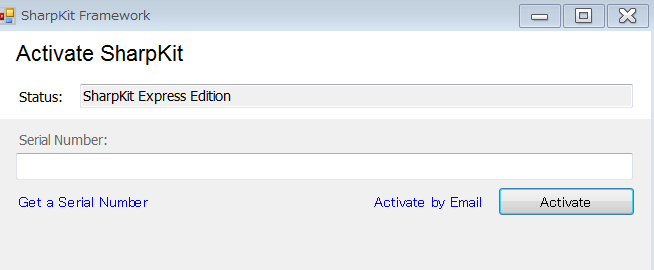 SharpKit Framework
Activate SharpKit
Status: SharpKit Express Edition
Serial Number:
Get a Serial Number Activate by Email Activate